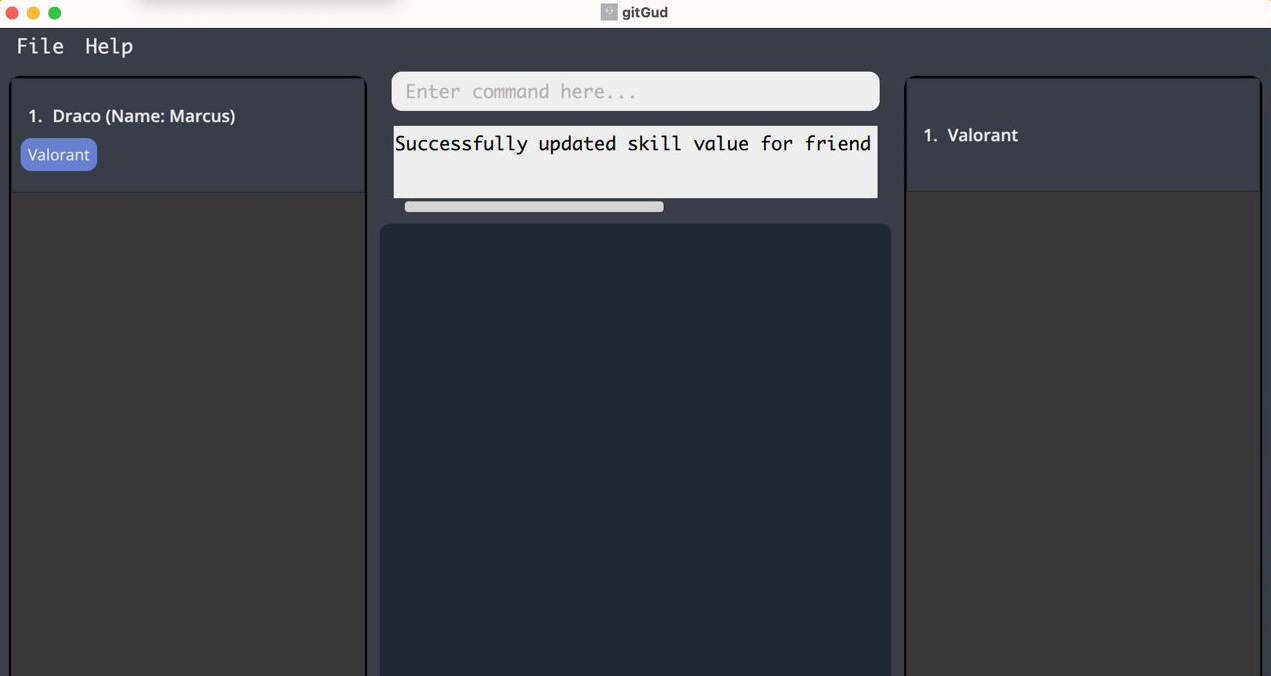 gitGud
File Help
1. Draco (Name: Marcus)
Valorant
Enter command here...
Successfully updated skill value for friend
1. Valorant